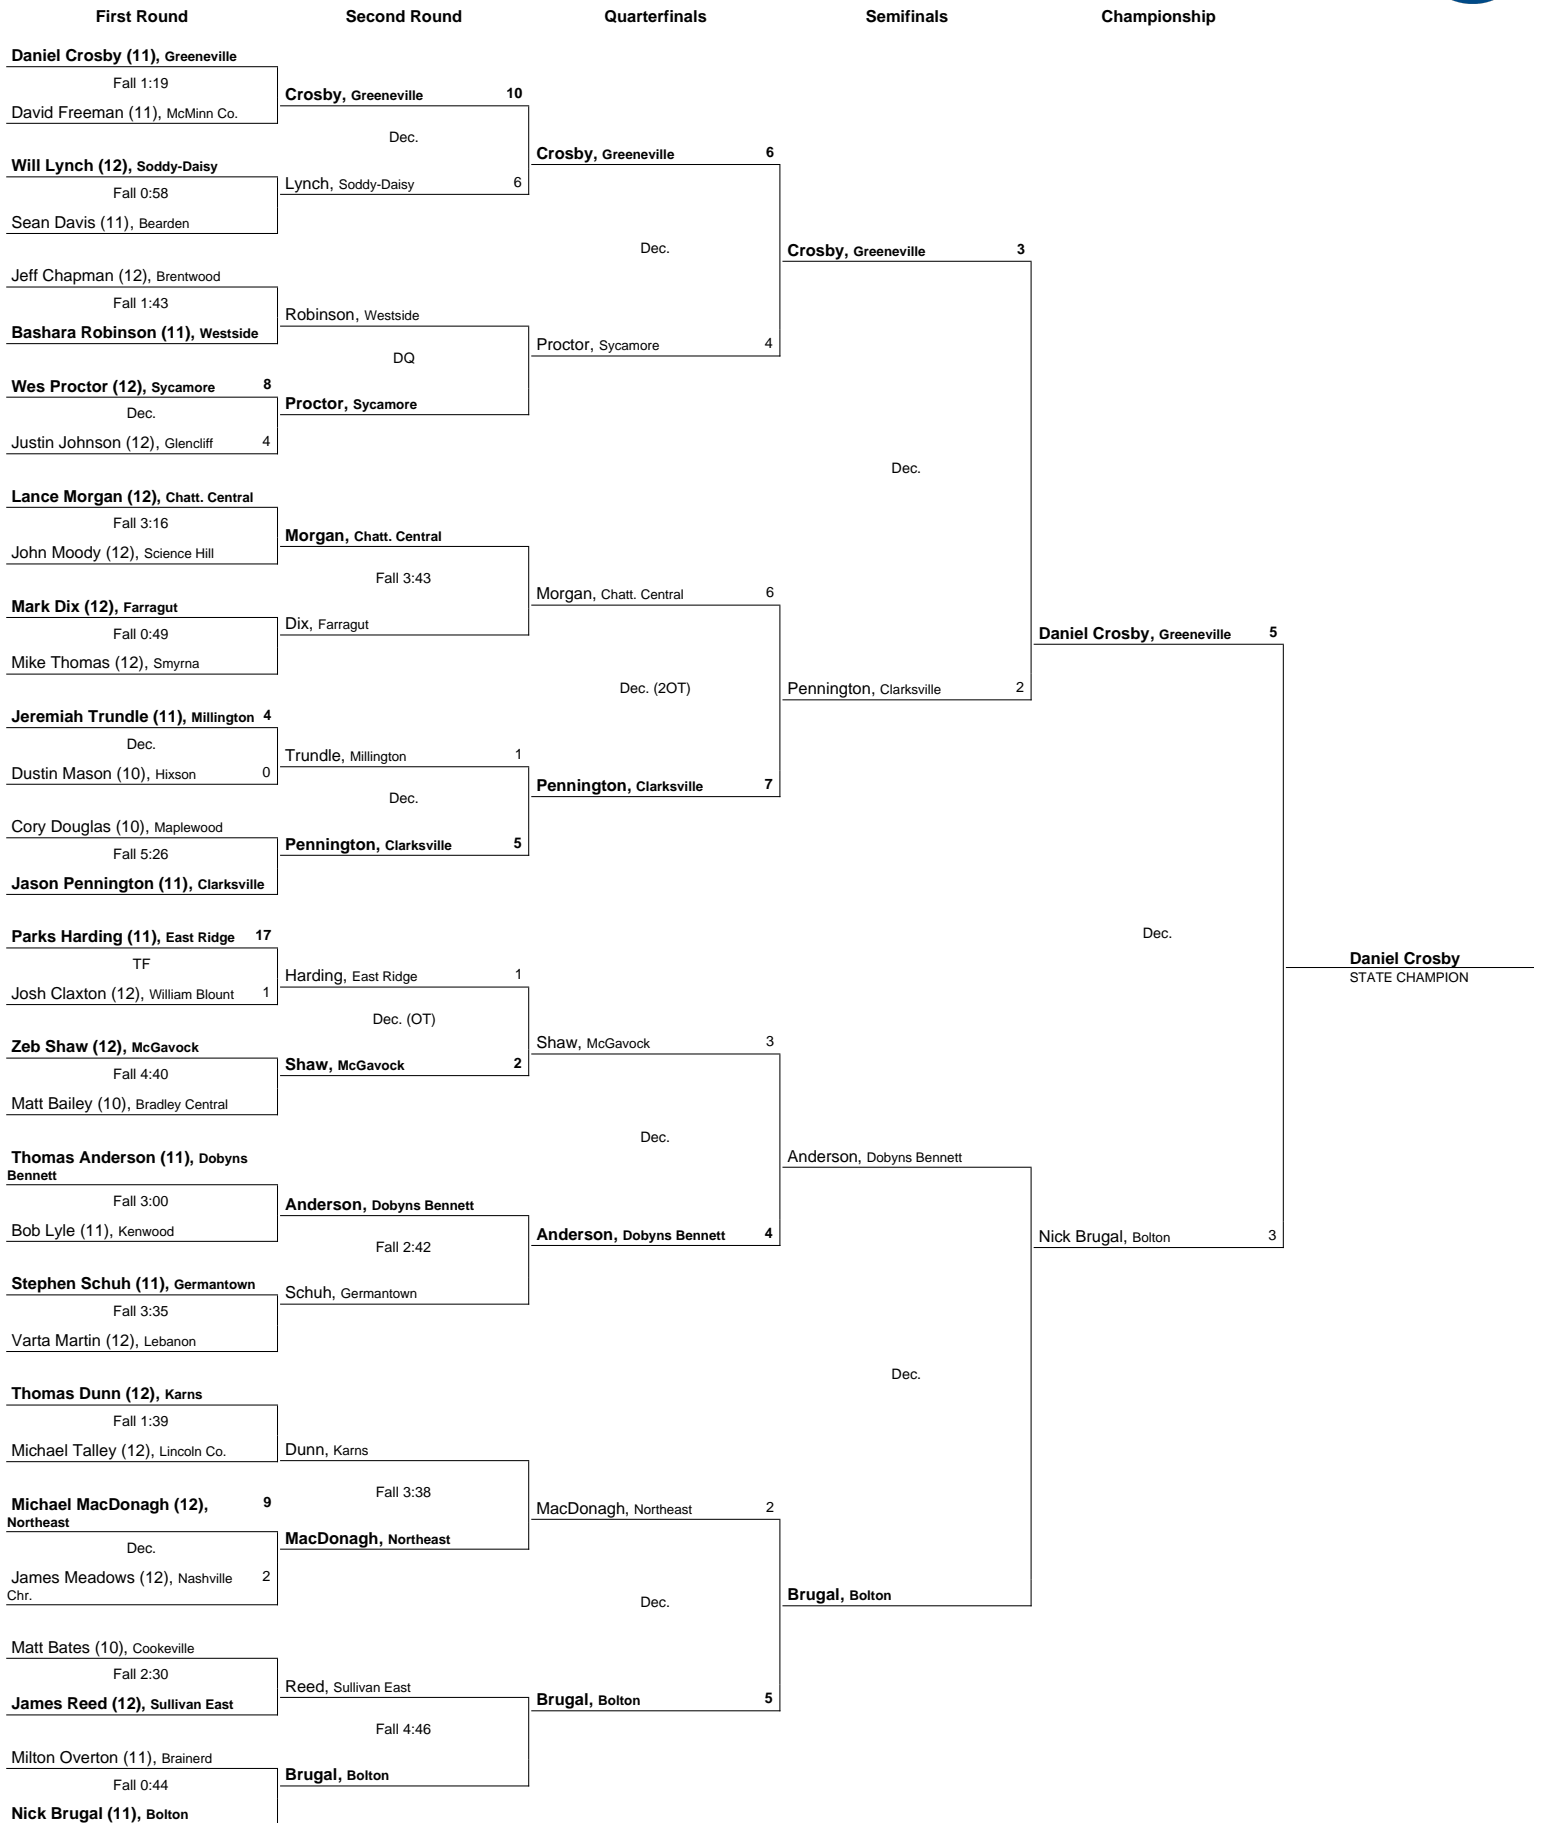 First Round
Second Round
Quarterfinals
Semifinals
Championship
Daniel Crosby (11), Greeneville
Fall 1:19
David Freeman (11), McMinn Co.
Will Lynch (12), Soddy-Daisy
Fall 0:58
Sean Davis (11), Bearden
Jeff Chapman (12), Brentwood
Fall 1:43
Bashara Robinson (11), Westside
Wes Proctor (12), Sycamore 8
Dec.
Justin Johnson (12), Glencliff 4
Lance Morgan (12), Chatt. Central
Fall 3:16
John Moody (12), Science Hill
Mark Dix (12), Farragut
Fall 0:49
Mike Thomas (12), Smyrna
Jeremiah Trundle (11), Millington 4
Dec.
Dustin Mason (10), Hixson 0
Cory Douglas (10), Maplewood
Fall 5:26
Jason Pennington (11), Clarksville
Parks Harding (11), East Ridge 17
TF
Josh Claxton (12), William Blount 1
Zeb Shaw (12), McGavock
Fall 4:40
Matt Bailey (10), Bradley Central
Thomas Anderson (11), Dobyns
Bennett
Fall 3:00
Bob Lyle (11), Kenwood
Stephen Schuh (11), Germantown
Fall 3:35
Varta Martin (12), Lebanon
Thomas Dunn (12), Karns
Fall 1:39
Michael Talley (12), Lincoln Co.
Michael MacDonagh (12), 9
Northeast
Dec.
James Meadows (12), Nashville 2
Chr.
Matt Bates (10), Cookeville
Fall 2:30
James Reed (12), Sullivan East
Milton Overton (11), Brainerd
Fall 0:44
Nick Brugal (11), Bolton
Crosby, Greeneville 10
Dec.
Lynch, Soddy-Daisy 6
Robinson, Westside
DQ
Proctor, Sycamore
Morgan, Chatt. Central
Fall 3:43
Dix, Farragut
Trundle, Millington 1
Dec.
Pennington, Clarksville 5
Harding, East Ridge 1
Dec. (OT)
Shaw, McGavock 2
Anderson, Dobyns Bennett
Fall 2:42
Schuh, Germantown
Dunn, Karns
Fall 3:38
MacDonagh, Northeast
Reed, Sullivan East
Fall 4:46
Brugal, Bolton
Crosby, Greeneville 6
Dec.
Proctor, Sycamore 4
Morgan, Chatt. Central 6
Dec. (2OT)
Pennington, Clarksville 7
Shaw, McGavock 3
Dec.
Anderson, Dobyns Bennett 4
MacDonagh, Northeast 2
Dec.
Brugal, Bolton 5
Crosby, Greeneville 3
Dec.
Pennington, Clarksville 2
Anderson, Dobyns Bennett
Dec.
Brugal, Bolton
Daniel Crosby, Greeneville 5
Dec.
Nick Brugal, Bolton 3
Daniel Crosby
STATE CHAMPION